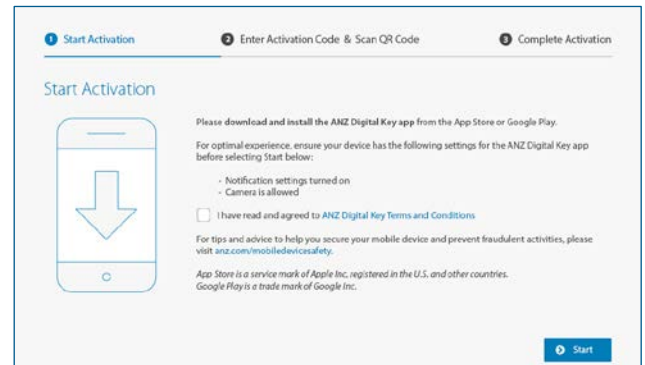 1 Start Activation
2 Enter Activation Code & Scan QR Code
3 Complete Activation
Start Activation
Please download and install the ANZ Digital Key app from the App Store or Google Play.
For optimal experience, ensure your device has the following settings for the ANZ Digital Key app
before selecting Start below:
- Notification settings turned on
- Camera is allowed
I have read and agreed to ANZ Digital Key Terms and Conditions
For tips and advice to help you secure your mobile device and prevent fraudulent activities, please
visit anz.com/mobiledevicesafety.
App Store is a service mark of Apple Inc, registered in the U.S. and other countries.
Google Play is a trade mark of Google Inc.
Start